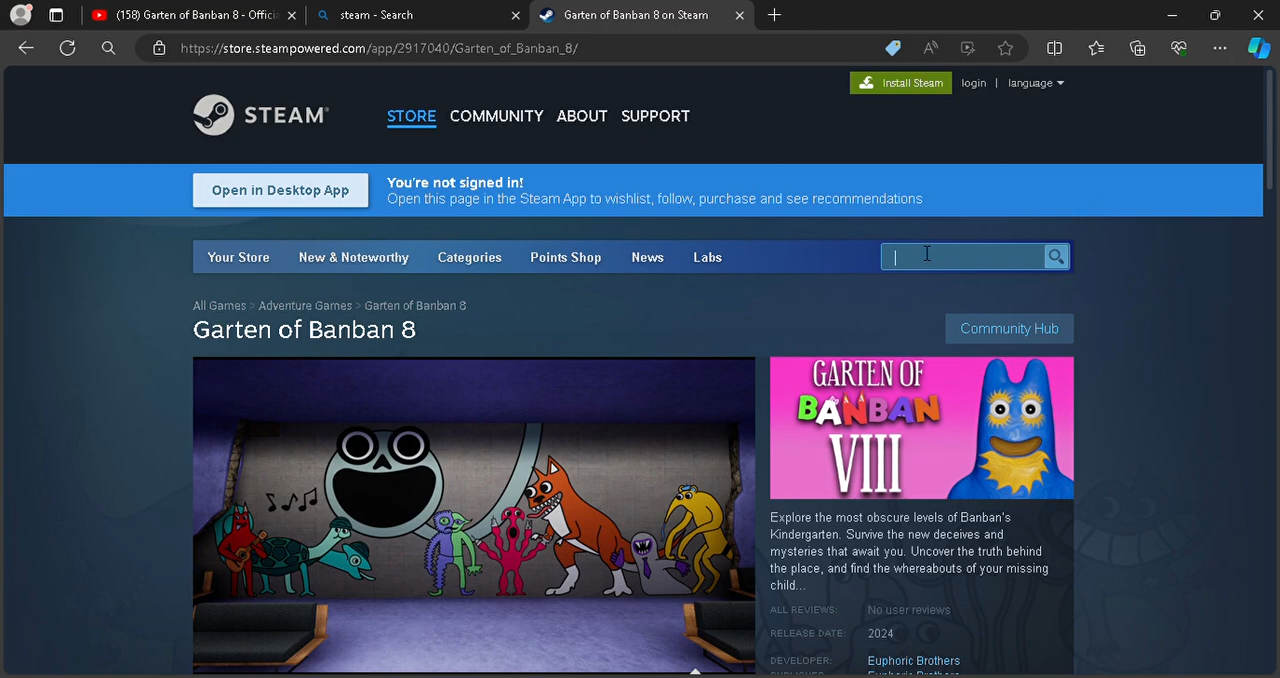 (158) Garten of Banban 8 - Officia
steam - Search
Garten of Banban 8 on Steam
https://store.steampowered.com/app/2917040/Garten_of_Banban_8/
Install Steam
login | language
STEAM®
STORE COMMUNITY ABOUT SUPPORT
Open in Desktop App
You're not signed in!
Open this page in the Steam App to wishlist, follow, purchase and see recommendations
Your Store
New & Noteworthy
Categories
Points Shop
News
Labs
All Games > Adventure Games > Garten of Banban 8
Garten of Banban 8
Community Hub
GARTEN OF
BANBAN
VIII
Explore the most obscure levels of Banban's
Kindergarten. Survive the new deceives and
mysteries that await you. Uncover the truth behind
the place, and find the whereabouts of your missing
child...
ALL REVIEWS: No user reviews
RELEASE DATE: 2024
DEVELOPER: Euphoric Brothers
PUBLISHER: Euphoric Brothers